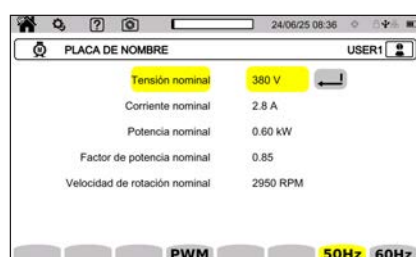 24/06/25 08:36
PLACA DE NOMBRE USER1
Tensión nominal 380 V
Corriente nominal 2.8 A
Potencia nominal 0.60 kW
Factor de potencia nominal 0.85
Velocidad de rotación nominal 2950 RPM
PWM 50Hz 60Hz